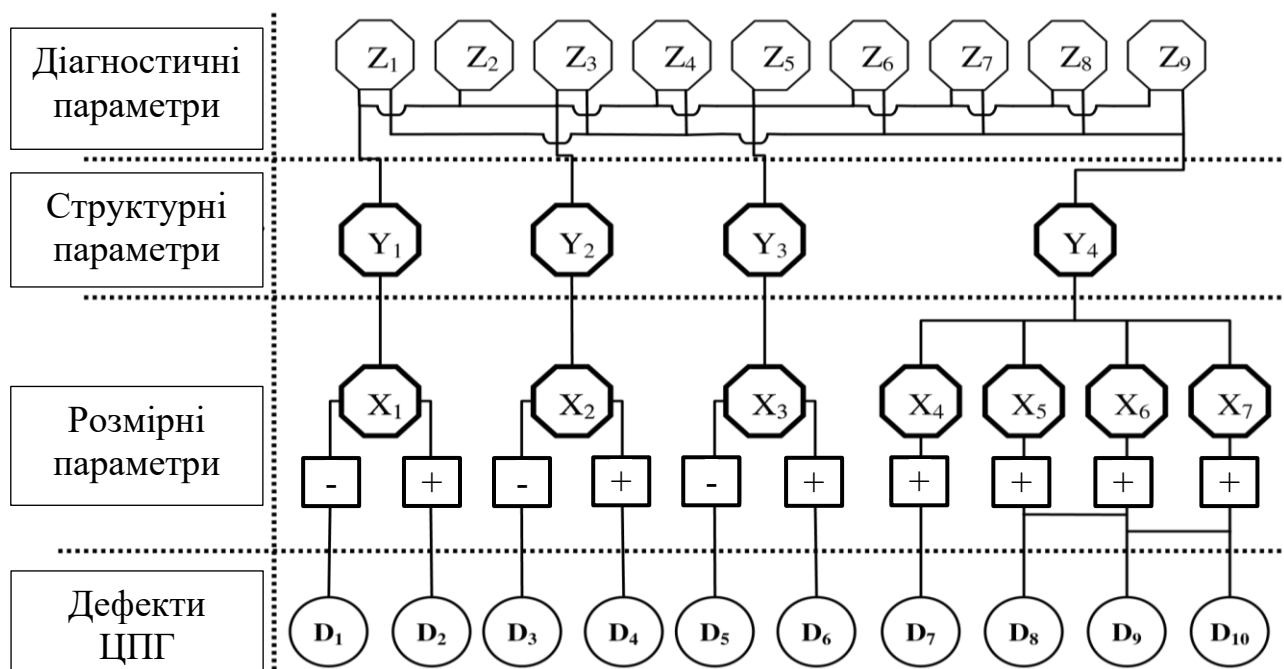 Діагностичні
параметри
Z1 Z2 Z3 Z4 Z5 Z6 Z7 Z8 Z9
Структурні
параметри
Y1 Y2 Y3 Y4
Розмірні
параметри
X1 X2 X3 X4 X5 X6 X7
- + - + - + + + + +
Дефекти
ЦПГ
D1 D2 D3 D4 D5 D6 D7 D8 D9 D10